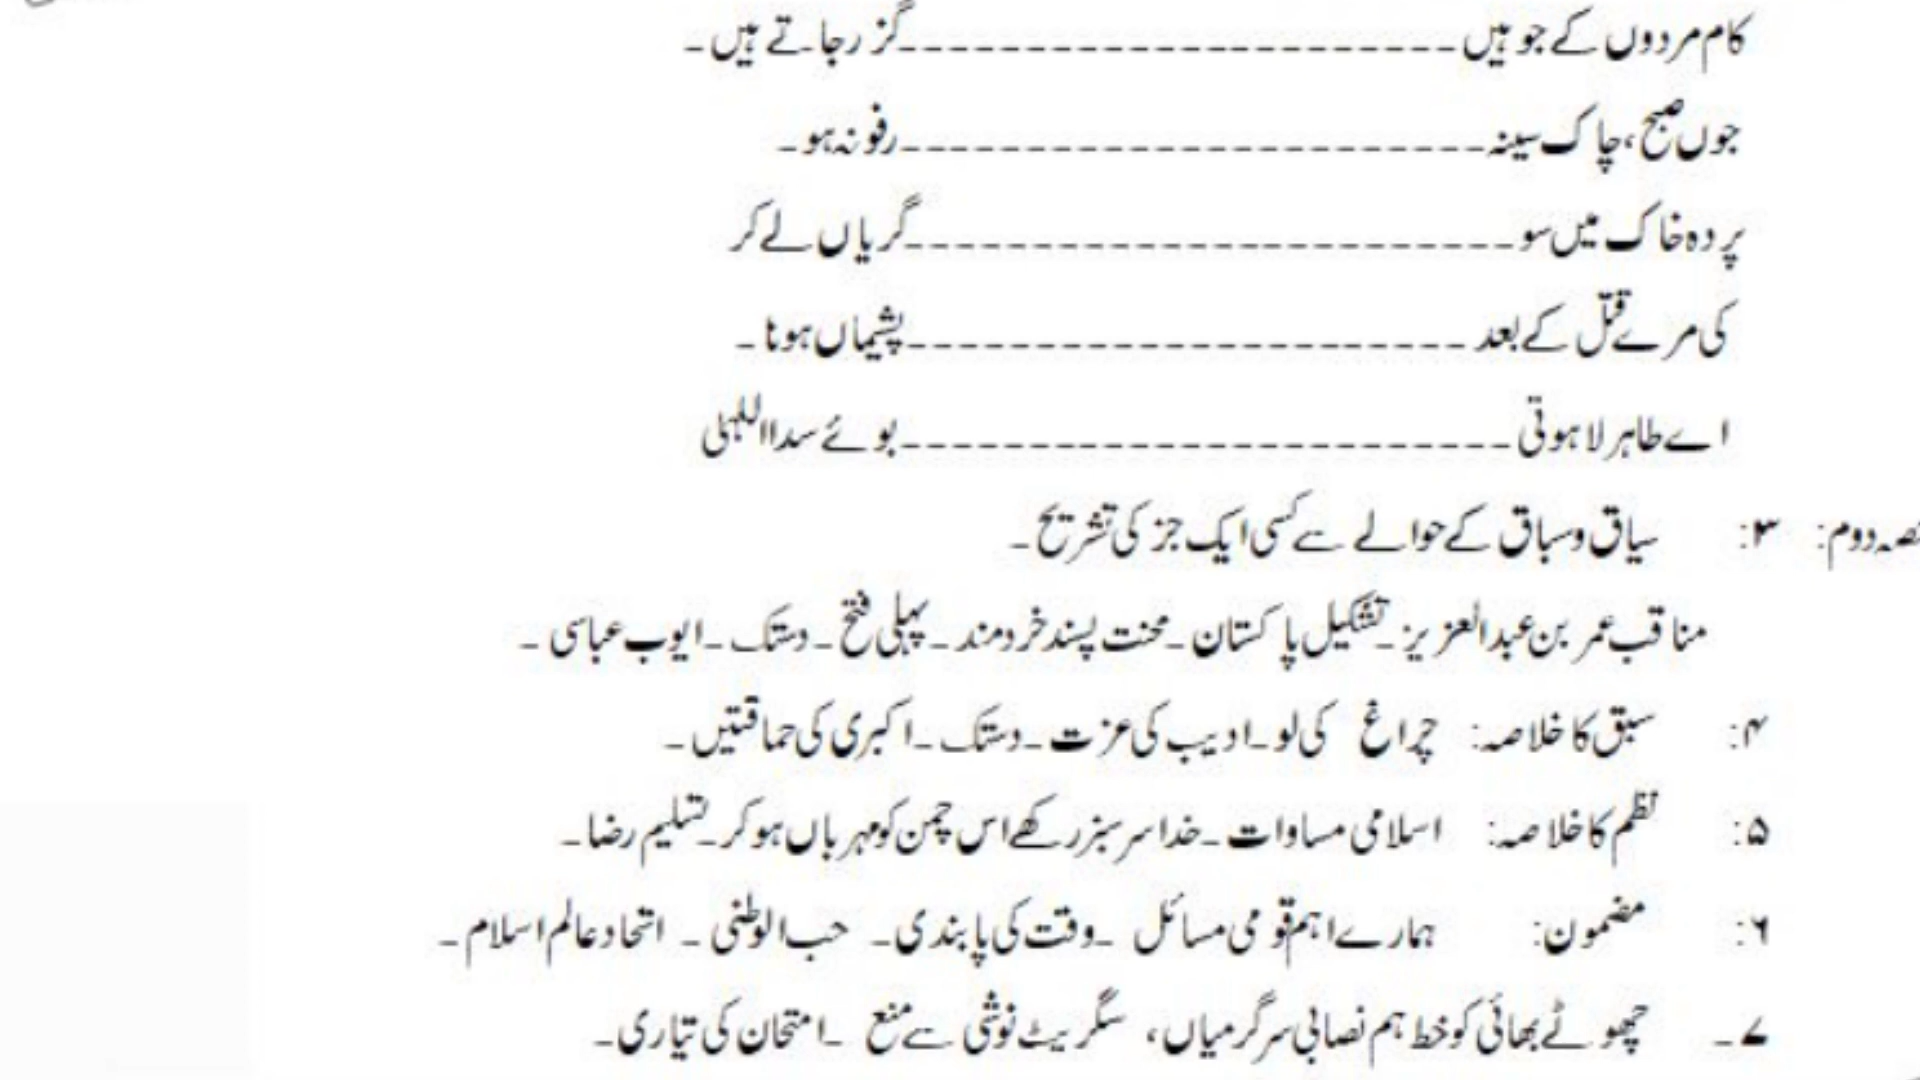 کام مردوں کے جو ہیں ----------------------- گزر جاتے ہیں۔
جوں صبح، چاک سینہ ------------------------ رفو نہ ہو۔
پردہ خاک میں سو ------------------------- گریاں لے کر
کی مرے قتل کے بعد ----------------------- پشیماں ہونا۔
اے طاہر لاہوتی ------------------------- بوئے سدا اللہٰی
حصہ دوم: ۳: سیاق و سباق کے حوالے سے کسی ایک جز کی تشریح۔
مناقب عمر بن عبدالعزیز۔ تشکیل پاکستان۔ محنت پسند خردمند۔ پہلی فتح۔ دستک۔ ایوب عباسی۔
۴: سبق کا خلاصہ: چراغ کی لو۔ ادیب کی عزت۔ دستک۔ اکبری کی حماقتیں۔
۵: نظم کا خلاصہ: اسلامی مساوات۔ خدا سرسبز رکھے اس چمن کو مہرباں ہو کر۔ تسلیم رضا۔
۶: مضمون: ہمارے اہم قومی مسائل ۔ وقت کی پابندی۔ حب الوطنی ۔ اتحاد عالم اسلام۔
۷۔ چھوٹے بھائی کو خط ہم نصابی سرگرمیاں، سگریٹ نوشی سے منع ۔ امتحان کی تیاری۔